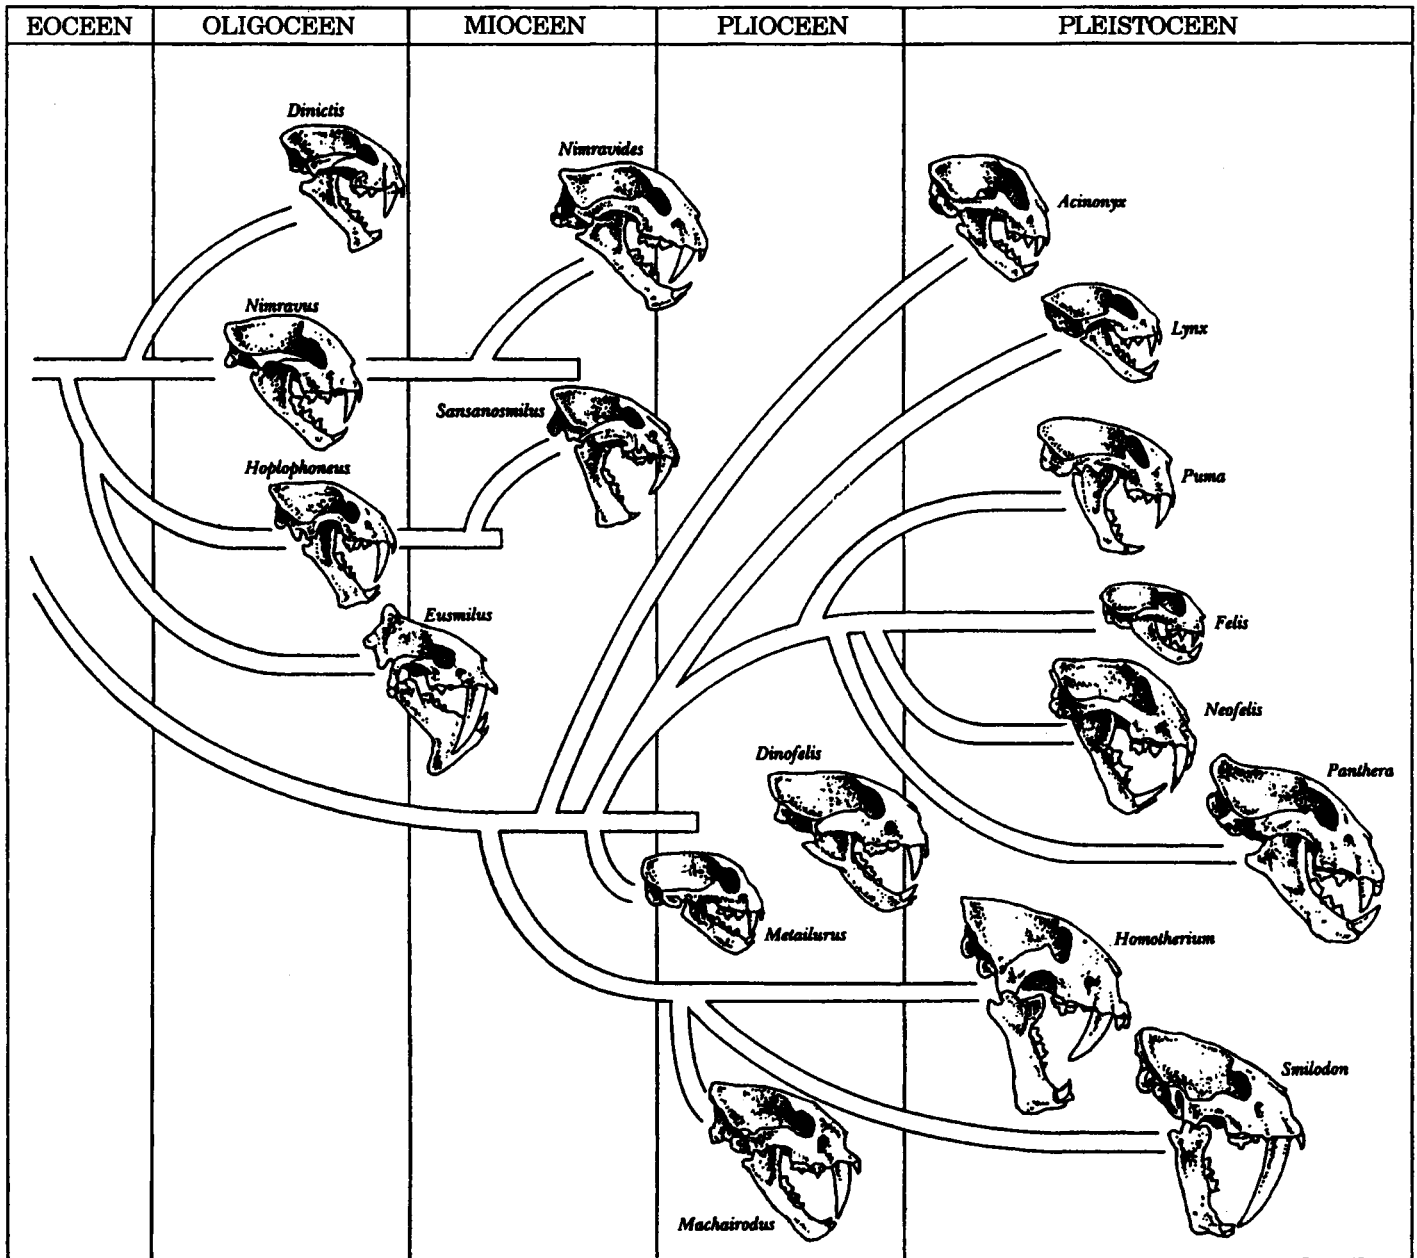 EOCEEN
OLIGOCEEN
MIOCEEN
PLIOCEEN
PLEISTOCEEN
Dinictis
Nimravides
Acinonyx
Nimravus
Lynx
Sansanosmilus
Hoplophoneus
Puma
Eusmilus
Felis
Neofelis
Dinofelis
Panthera
Metailurus
Homotherium
Smilodon
Machairodus